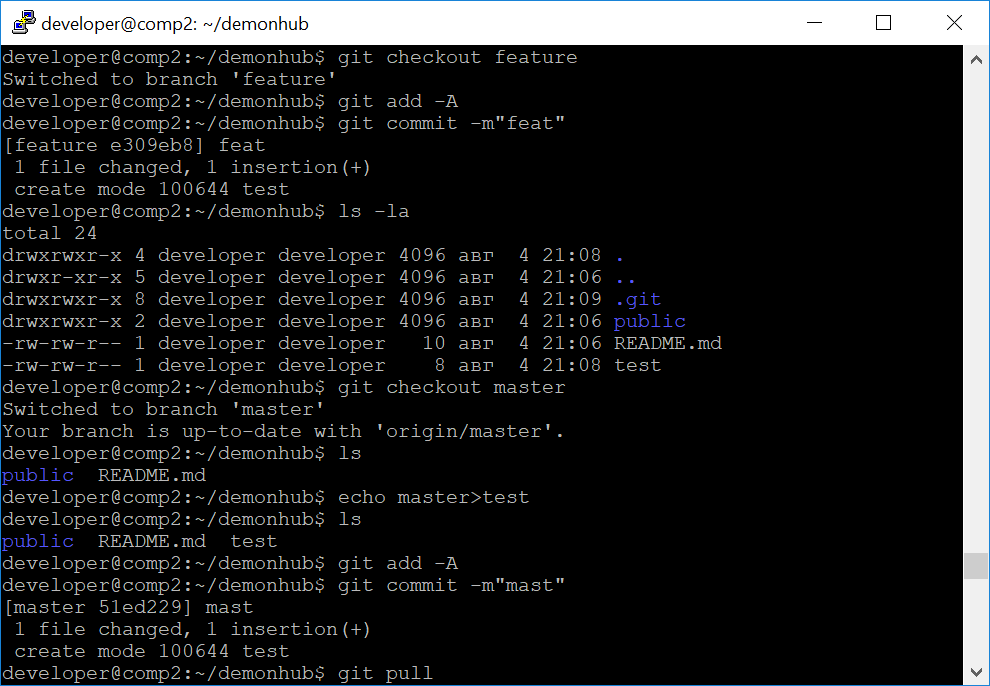 developer@comp2: ~/demonhub
developer@comp2:~/demonhub$ git checkout feature
Switched to branch 'feature'
developer@comp2:~/demonhub$ git add -A
developer@comp2:~/demonhub$ git commit -m"feat"
[feature e309eb8] feat
 1 file changed, 1 insertion(+)
 create mode 100644 test
developer@comp2:~/demonhub$ ls -la
total 24
drwxrwxr-x 4 developer developer 4096 авг  4 21:08 .
drwxr-xr-x 5 developer developer 4096 авг  4 21:06 ..
drwxrwxr-x 8 developer developer 4096 авг  4 21:09 .git
drwxrwxr-x 2 developer developer 4096 авг  4 21:06 public
-rw-rw-r-- 1 developer developer   10 авг  4 21:06 README.md
-rw-rw-r-- 1 developer developer    8 авг  4 21:08 test
developer@comp2:~/demonhub$ git checkout master
Switched to branch 'master'
Your branch is up-to-date with 'origin/master'.
developer@comp2:~/demonhub$ ls
public  README.md
developer@comp2:~/demonhub$ echo master>test
developer@comp2:~/demonhub$ ls
public  README.md  test
developer@comp2:~/demonhub$ git add -A
developer@comp2:~/demonhub$ git commit -m"mast"
[master 51ed229] mast
 1 file changed, 1 insertion(+)
 create mode 100644 test
developer@comp2:~/demonhub$ git pull